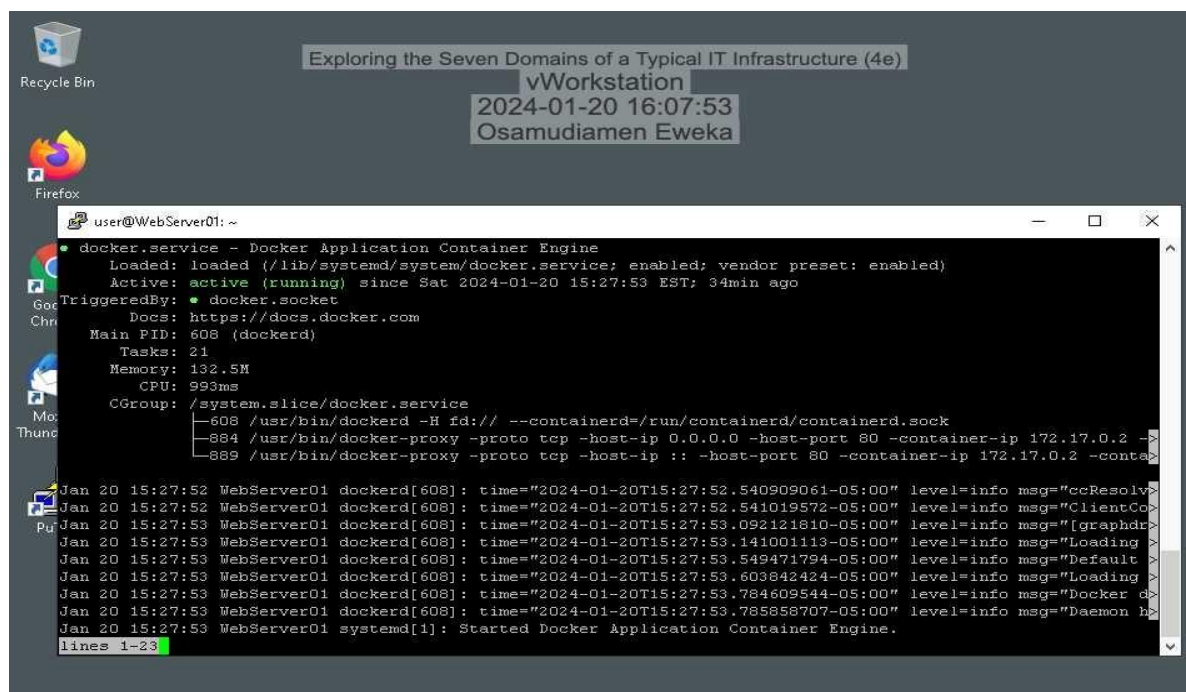 Recycle Bin
Exploring the Seven Domains of a Typical IT Infrastructure (4e)
vWorkstation
2024-01-20 16:07:53
Osamudiamen Eweka
Firefox
user@WebServer01: ~
● docker.service - Docker Application Container Engine
Loaded: loaded (/lib/systemd/system/docker.service; enabled; vendor preset: enabled)
Active: active (running) since Sat 2024-01-20 15:27:53 EST; 34min ago
TriggeredBy: ● docker.socket
Docs: https://docs.docker.com
Main PID: 608 (dockerd)
Tasks: 21
Memory: 132.5M
CPU: 993ms
CGroup: /system.slice/docker.service
├─608 /usr/bin/dockerd -H fd:// --containerd=/run/containerd/containerd.sock
├─884 /usr/bin/docker-proxy -proto tcp -host-ip 0.0.0.0 -host-port 80 -container-ip 172.17.0.2 ->
└─889 /usr/bin/docker-proxy -proto tcp -host-ip :: -host-port 80 -container-ip 172.17.0.2 -conta>
Jan 20 15:27:52 WebServer01 dockerd[608]: time="2024-01-20T15:27:52.540909061-05:00" level=info msg="ccResolv>
Jan 20 15:27:52 WebServer01 dockerd[608]: time="2024-01-20T15:27:52.541019572-05:00" level=info msg="ClientCo>
Jan 20 15:27:53 WebServer01 dockerd[608]: time="2024-01-20T15:27:53.092121810-05:00" level=info msg="[graphdr>
Jan 20 15:27:53 WebServer01 dockerd[608]: time="2024-01-20T15:27:53.141001113-05:00" level=info msg="Loading >
Jan 20 15:27:53 WebServer01 dockerd[608]: time="2024-01-20T15:27:53.549471794-05:00" level=info msg="Default >
Jan 20 15:27:53 WebServer01 dockerd[608]: time="2024-01-20T15:27:53.603842424-05:00" level=info msg="Loading >
Jan 20 15:27:53 WebServer01 dockerd[608]: time="2024-01-20T15:27:53.784609544-05:00" level=info msg="Docker d>
Jan 20 15:27:53 WebServer01 dockerd[608]: time="2024-01-20T15:27:53.785858707-05:00" level=info msg="Daemon h>
Jan 20 15:27:53 WebServer01 systemd[1]: Started Docker Application Container Engine.
lines 1-23
Goo
Chr
Mo
Thund
Pu